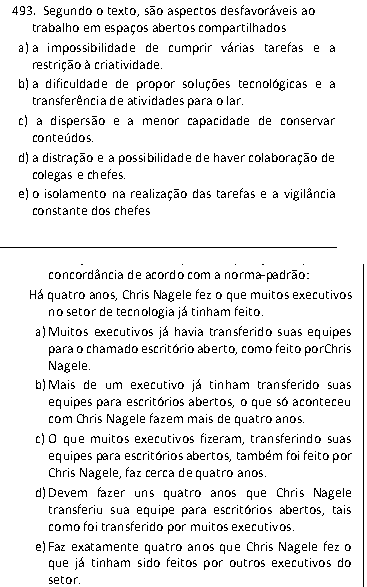 493. Segundo o texto, são aspectos desfavoráveis ao
trabalho em espaços abertos compartilhados
a) a impossibilidade de cumprir várias tarefas e a
restrição à criatividade.
b) a dificuldade de propor soluções tecnológicas e a
transferência de atividades para o lar.
c) a dispersão e a menor capacidade de conservar
conteúdos.
d) a distração e a possibilidade de haver colaboração de
colegas e chefes.
e) o isolamento na realização das tarefas e a vigilância
constante dos chefes
concordância de acordo com a norma-padrão:
Há quatro anos, Chris Nagele fez o que muitos executivos
no setor de tecnologia já tinham feito.
a) Muitos executivos já havia transferido suas equipes
para o chamado escritório aberto, como feito porChris
Nagele.
b) Mais de um executivo já tinham transferido suas
equipes para escritórios abertos, o que só aconteceu
com Chris Nagele fazem mais de quatro anos.
c) O que muitos executivos fizeram, transferindo suas
equipes para escritórios abertos, também foi feito por
Chris Nagele, faz cerca de quatro anos.
d) Devem fazer uns quatro anos que Chris Nagele
transferiu sua equipe para escritórios abertos, tais
como foi transferido por muitos executivos.
e) Faz exatamente quatro anos que Chris Nagele fez o
que já tinham sido feitos por outros executivos do
setor.